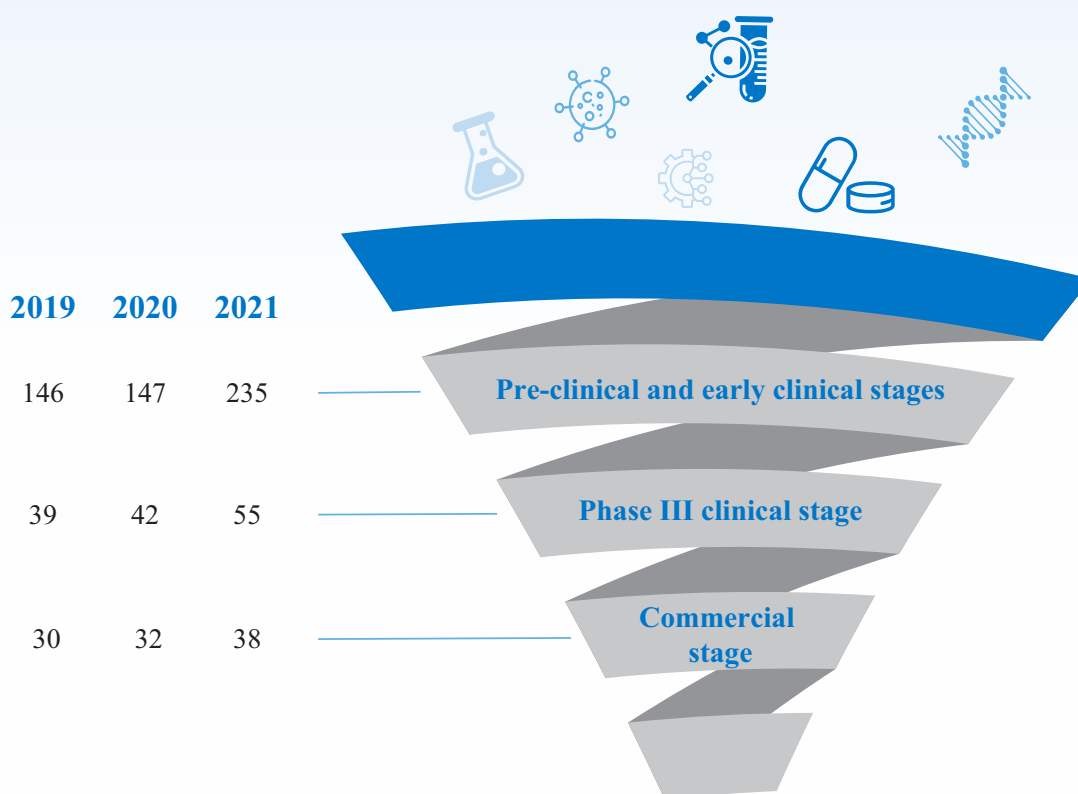 2019 2020 2021
146 147 235
Pre-clinical and early clinical stages
39 42 55
Phase III clinical stage
30 32 38
Commercial
stage